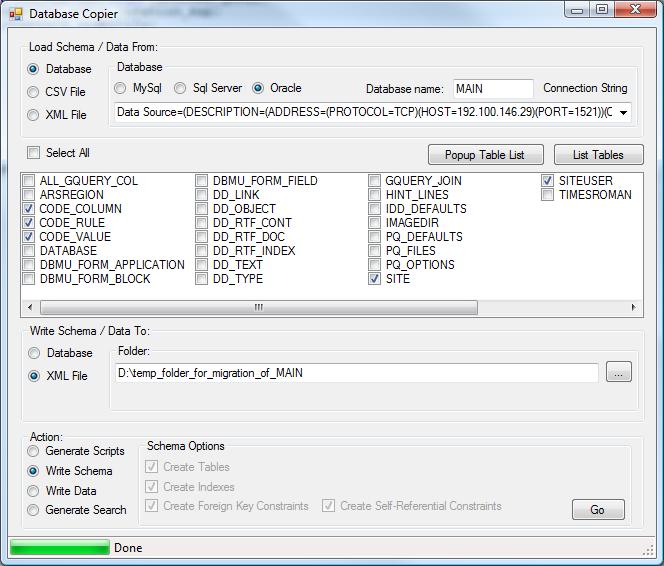 Database Copier
Load Schema / Data From:
Database
CSV File
XML File
Database
MySql Sql Server Oracle Database name: MAIN Connection String
Data Source=(DESCRIPTION=(ADDRESS=(PROTOCOL=TCP)(HOST=192.100.146.29)(PORT=1521))(C
Select All Popup Table List List Tables
ALL_GQUERY_COL DBMU_FORM_FIELD GQUERY_JOIN SITEUSER
ARSREGION DD_LINK HINT_LINES TIMESROMAN
CODE_COLUMN DD_OBJECT IDD_DEFAULTS
CODE_RULE DD_RTF_CONT IMAGEDIR
CODE_VALUE DD_RTF_DOC PQ_DEFAULTS
DATABASE DD_RTF_INDEX PQ_FILES
DBMU_FORM_APPLICATION DD_TEXT PQ_OPTIONS
DBMU_FORM_BLOCK DD_TYPE SITE
Write Schema / Data To:
Database
XML File
Folder:
D:\temp_folder_for_migration_of_MAIN ...
Action:
Generate Scripts
Write Schema
Write Data
Generate Search
Schema Options
Create Tables
Create Indexes
Create Foreign Key Constraints Create Self-Referential Constraints
Go
Done